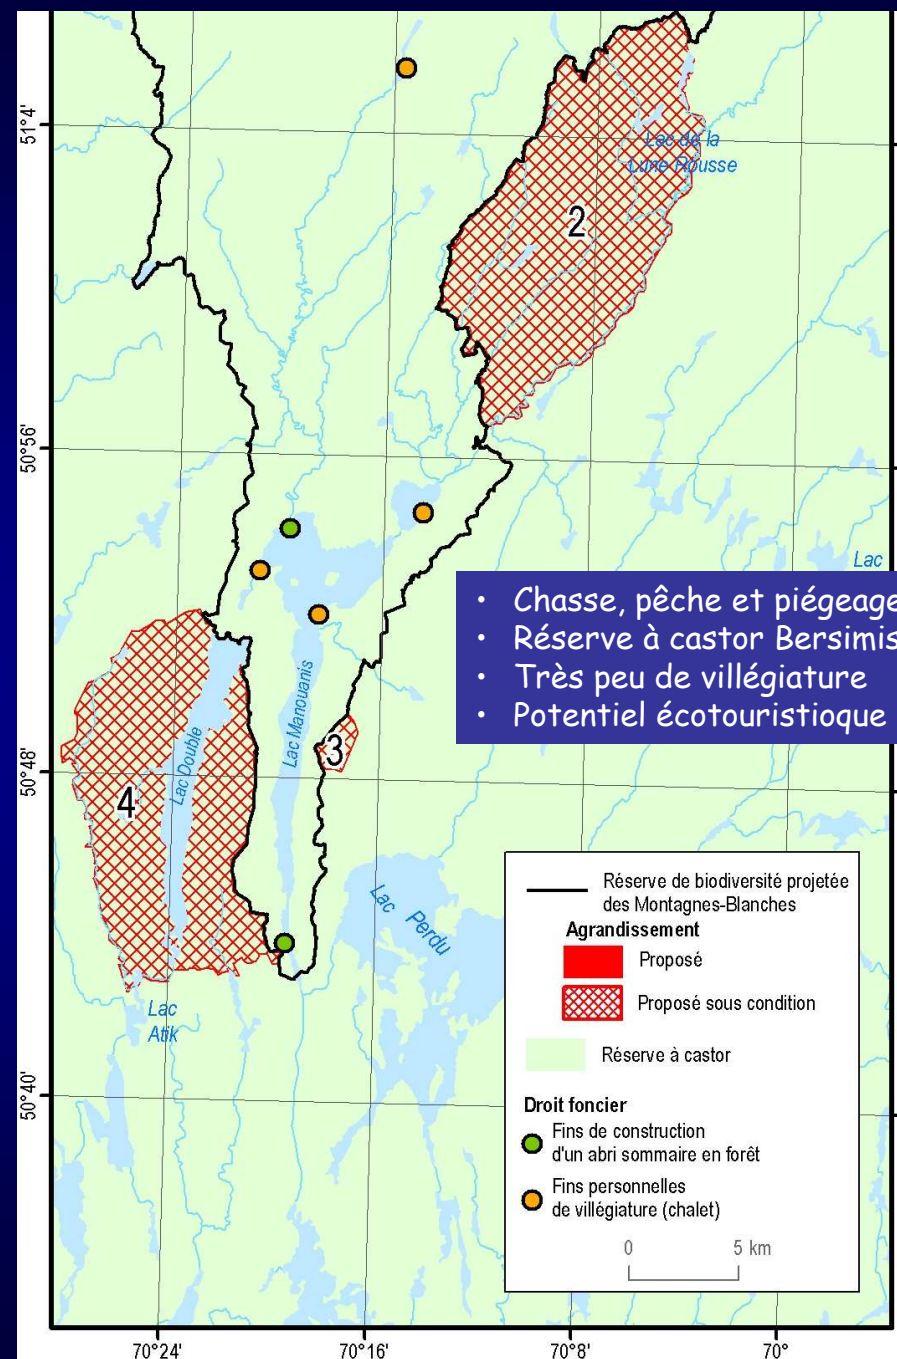 51°4'
Lac de la
Lune Rousse
2
50°56'
Lac
• Chasse, pêche et piégeage
• Réserve à castor Bersimis
• Très peu de villégiature
• Potentiel écotouristioque
Lac Manouanis
3
Lac Double
50°48'
4
Lac Perdu
Lac
Atik
50°40'
Réserve de biodiversité projetée
des Montagnes-Blanches
Agrandissement
Proposé
Proposé sous condition
Réserve à castor
Droit foncier
Fins de construction
d'un abri sommaire en forêt
Fins personnelles
de villégiature (chalet)
0 5 km
70°24' 70°16' 70°8' 70°